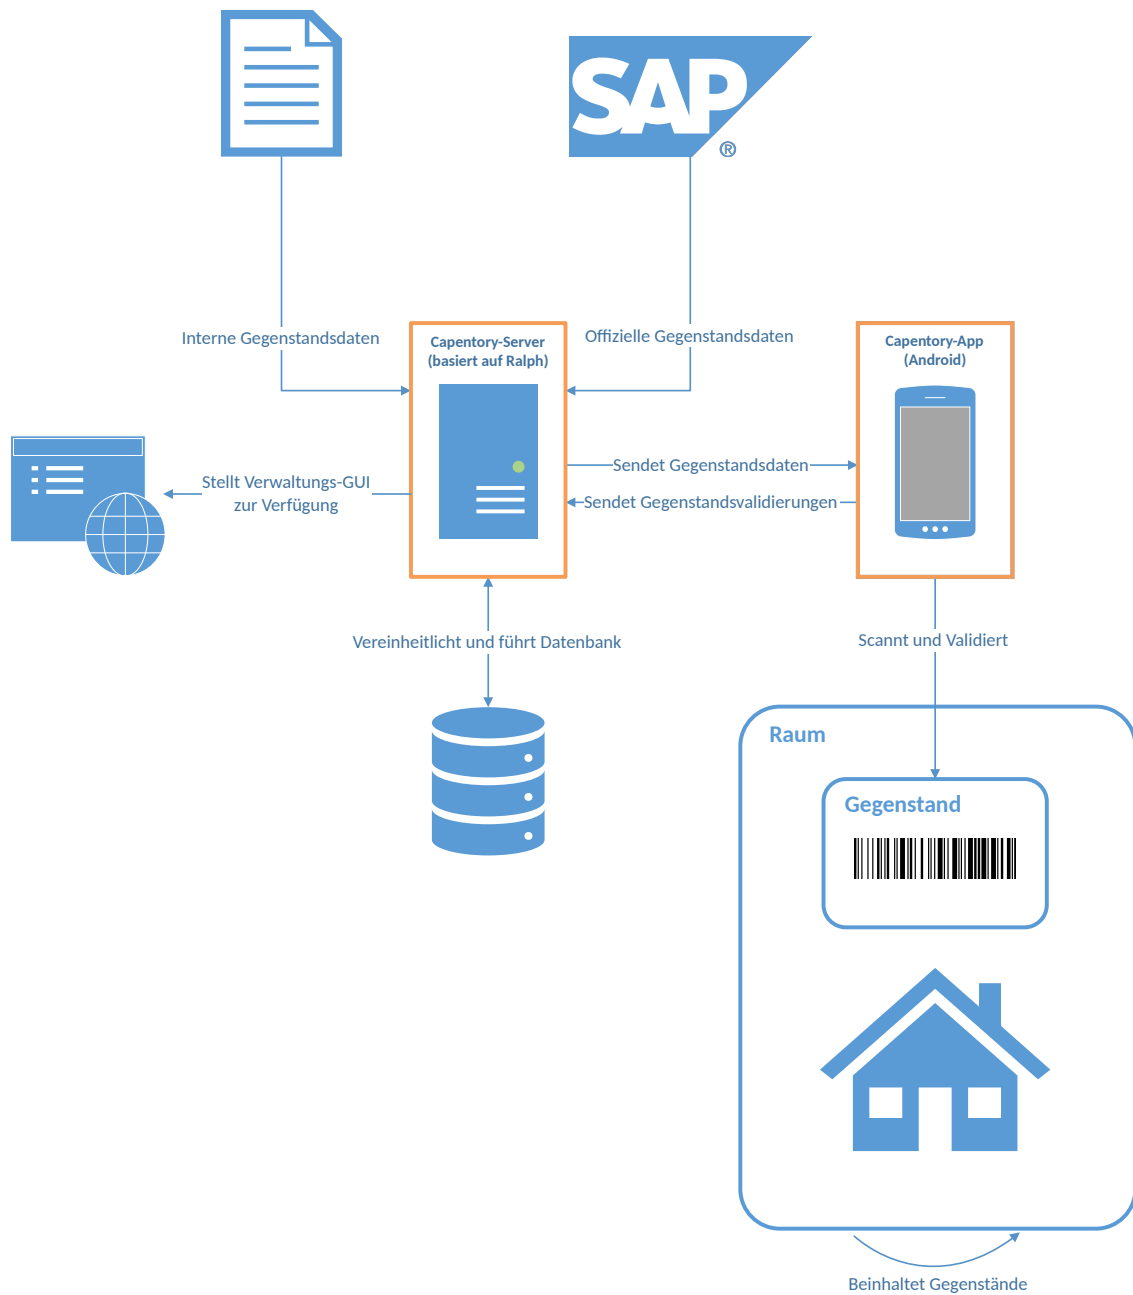 SAP
®
Interne Gegenstandsdaten
Offizielle Gegenstandsdaten
Capentory-Server
(basiert auf Ralph)
Capentory-App
(Android)
Sendet Gegenstandsdaten
Sendet Gegenstandsvalidierungen
Stellt Verwaltungs-GUI
zur Verfügung
Vereinheitlicht und führt Datenbank
Scannt und Validiert
Raum
Gegenstand
Beinhaltet Gegenstände